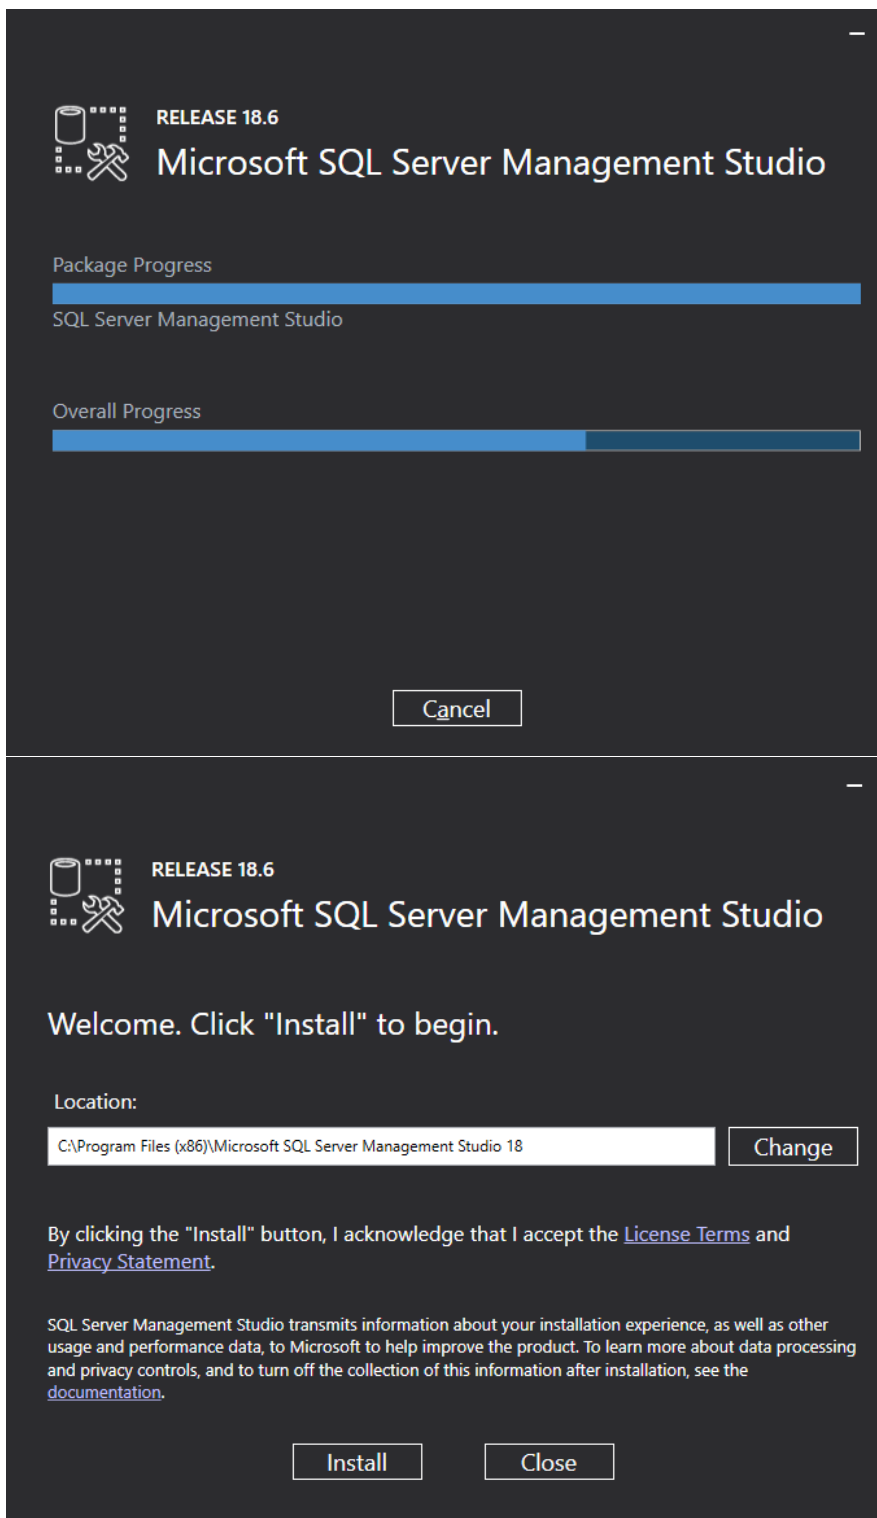 RELEASE 18.6
Microsoft SQL Server Management Studio
Package Progress
SQL Server Management Studio
Overall Progress
Cancel
RELEASE 18.6
Microsoft SQL Server Management Studio
Welcome. Click "Install" to begin.
Location:
C:\Program Files (x86)\Microsoft SQL Server Management Studio 18
Change
By clicking the "Install" button, I acknowledge that I accept the License Terms and
Privacy Statement.
SQL Server Management Studio transmits information about your installation experience, as well as other
usage and performance data, to Microsoft to help improve the product. To learn more about data processing
and privacy controls, and to turn off the collection of this information after installation, see the
documentation.
Install Close